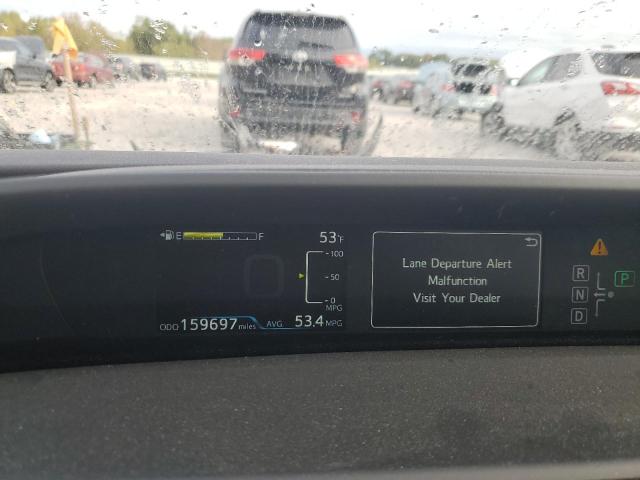 E F
53°F
100
50
0
MPG
ODO 159697 miles AVG 53.4 MPG
Lane Departure Alert
Malfunction
Visit Your Dealer
R
N
D
P